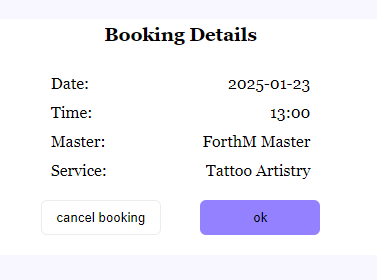 Booking Details
Date: 2025-01-23
Time: 13:00
Master: ForthM Master
Service: Tattoo Artistry
cancel booking ok